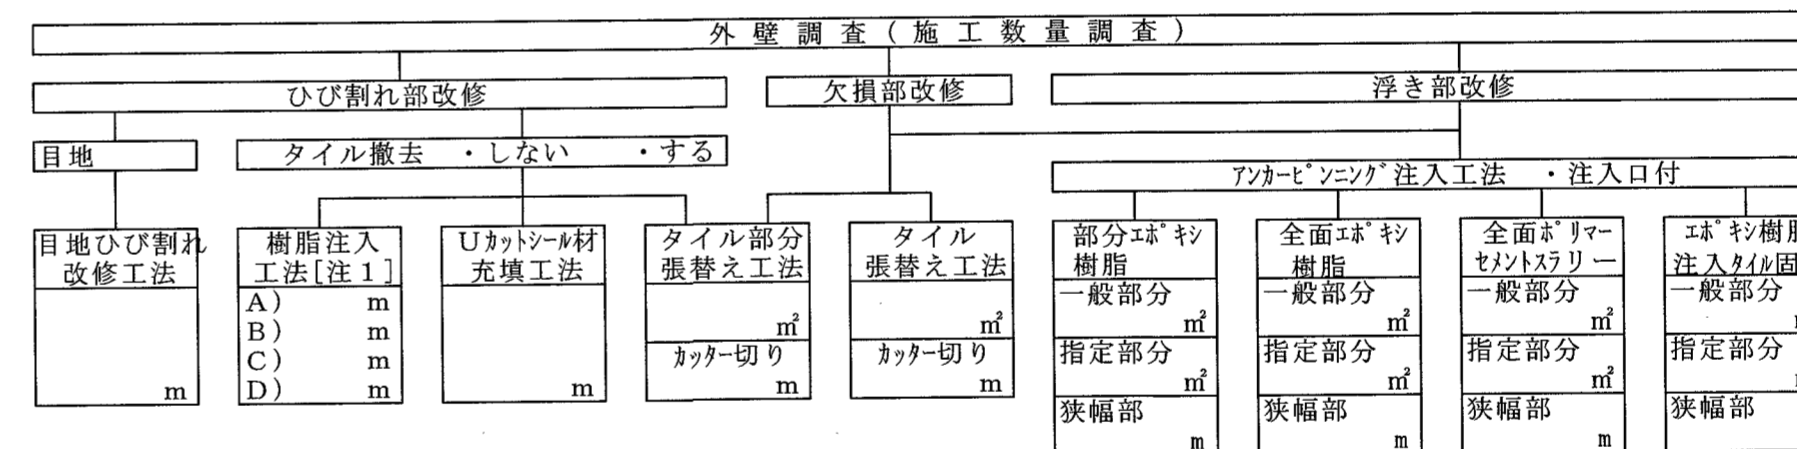 外壁調査(施工数量調査)
ひび割れ部改修
欠損部改修
浮き部改修
目地
タイル撤去 ・しない ・する
アンカーピンニング注入工法 ・注入口付
目地ひび割れ
改修工法
m
樹脂注入
工法[注1]
A) m
B) m
C) m
D) m
Uカットシール材
充填工法
m
タイル部分
張替え工法
m²
カッター切り
m
タイル
張替え工法
m²
カッター切り
m
部分エポキシ
樹脂
一般部分
m²
指定部分
m²
狭幅部
m
全面エポキシ
樹脂
一般部分
m²
指定部分
m²
狭幅部
m
全面ポリマー
セメントスラリー
一般部分
m²
指定部分
m²
狭幅部
m
エポキシ樹脂
注入タイル固
一般部分
指定部分
狭幅部